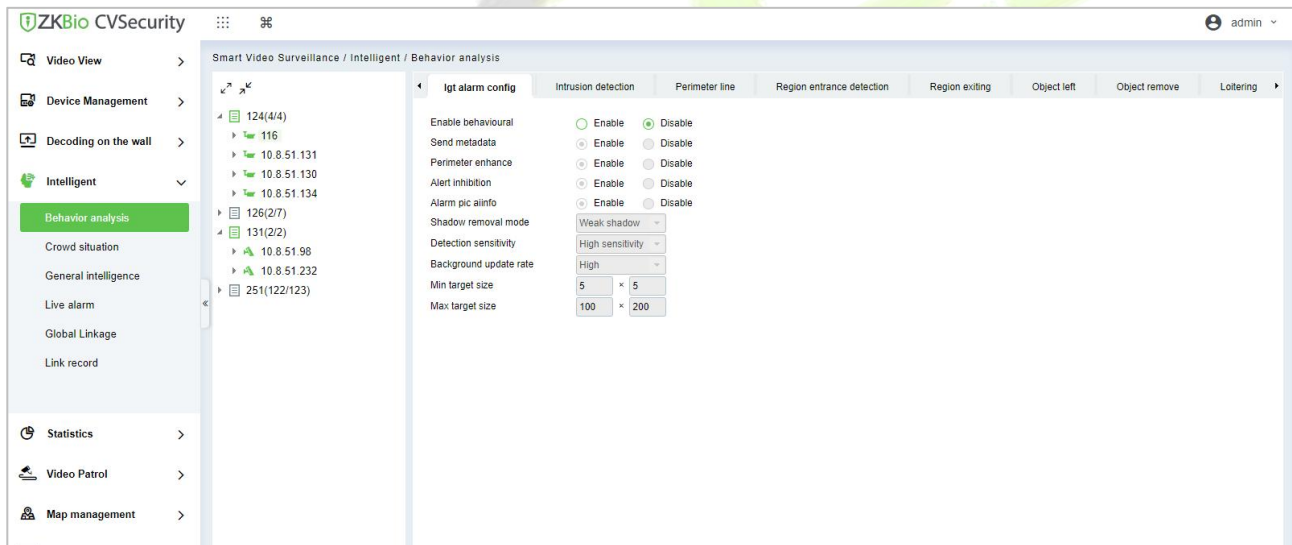 ZKBio CVSecurity
admin
Video View
Device Management
Decoding on the wall
Intelligent
Behavior analysis
Crowd situation
General intelligence
Live alarm
Global Linkage
Link record
Statistics
Video Patrol
Map management
Smart Video Surveillance / Intelligent / Behavior analysis
124(4/4)
116
10.8.51.131
10.8.51.130
10.8.51.134
126(2/7)
131(2/2)
10.8.51.98
10.8.51.232
251(122/123)
Igt alarm config Intrusion detection Perimeter line Region entrance detection Region exiting Object left Object remove Loitering
Enable behavioural Enable Disable
Send metadata Enable Disable
Perimeter enhance Enable Disable
Alert inhibition Enable Disable
Alarm pic aiinfo Enable Disable
Shadow removal mode Weak shadow
Detection sensitivity High sensitivity
Background update rate High
Min target size 5 × 5
Max target size 100 × 200